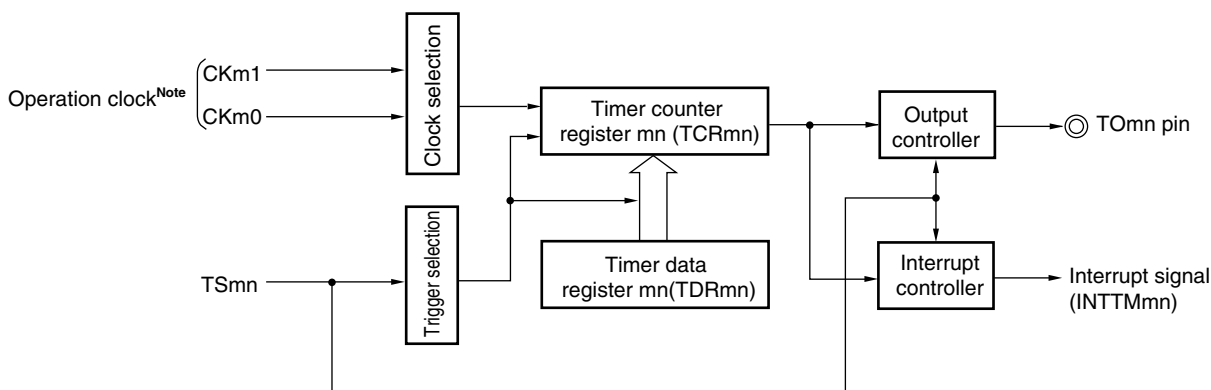 Operation clock Note
CKm1
CKm0
Clock selection
Timer counter
register mn (TCRmn)
Output
controller
TOmn pin
TSmn
Trigger selection
Timer data
register mn(TDRmn)
Interrupt
controller
Interrupt signal
(INTTMmn)